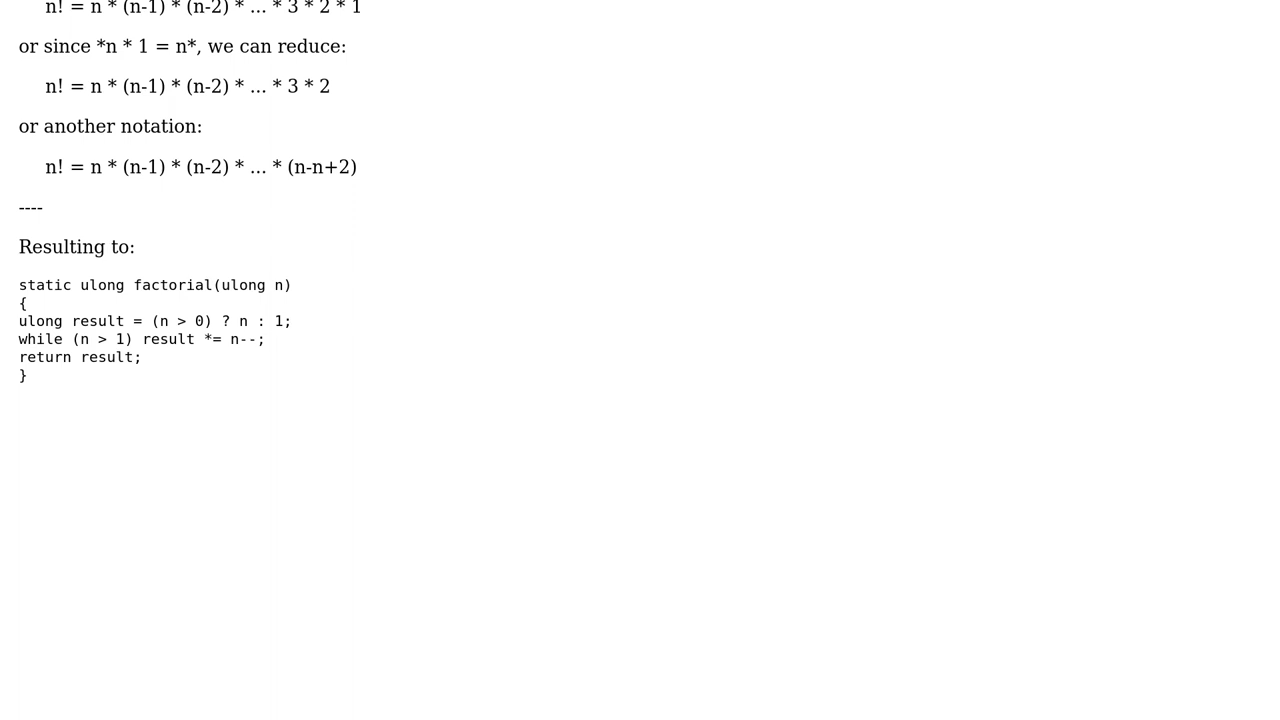 n! = n * (n-1) * (n-2) * ... * 3 * 2 * 1
or since *n * 1 = n*, we can reduce:
n! = n * (n-1) * (n-2) * ... * 3 * 2
or another notation:
n! = n * (n-1) * (n-2) * ... * (n-n+2)
----
Resulting to:
static ulong factorial(ulong n)
{
ulong result = (n > 0) ? n : 1;
while (n > 1) result *= n--;
return result;
}